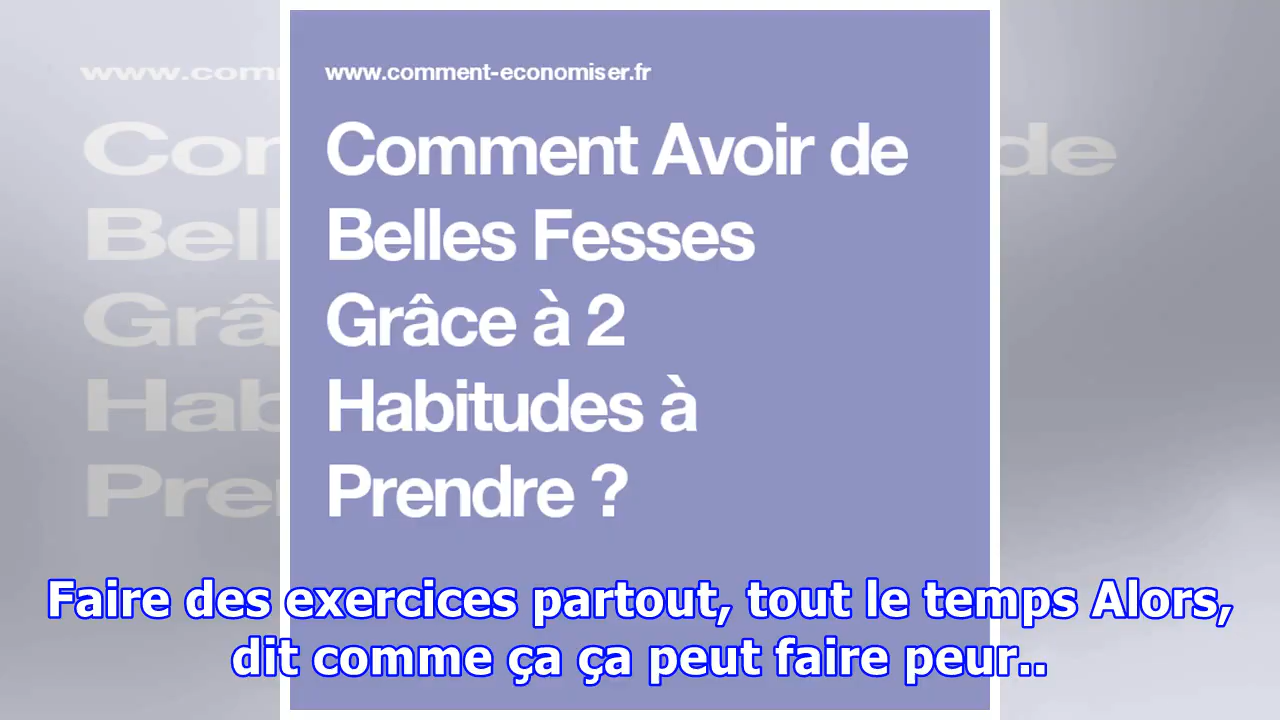 www.comment-economiser.fr
Comment Avoir de
Belles Fesses
Grâce à 2
Habitudes à
Prendre ?
Faire des exercices partout, tout le temps Alors,
dit comme ça ça peut faire peur..